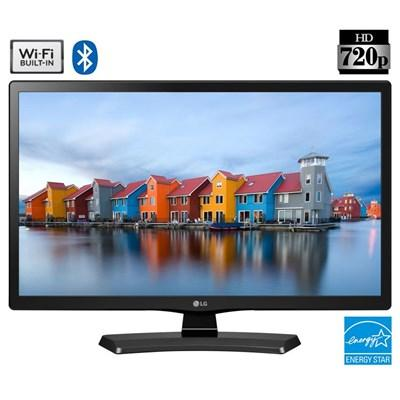 Wi-Fi
BUILT-IN
HD
720p
LG
energy
ENERGY STAR